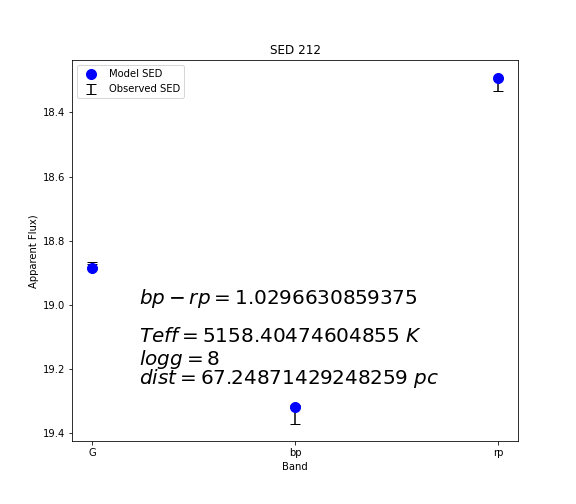 SED 212
Model SED
Observed SED
18.4
18.6
18.8
19.0
19.2
19.4
Apparent Flux)
bp − rp = 1.0296630859375
Teff = 5158.40474604855 K
logg = 8
dist = 67.24871429248259 pc
G bp rp
Band